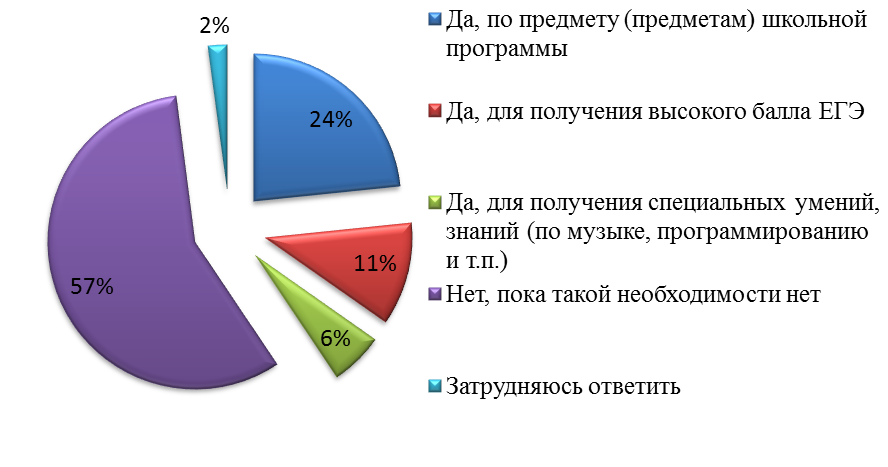 2%
Да, по предмету (предметам) школьной
программы
24%
Да, для получения высокого балла ЕГЭ
11%
Да, для получения специальных умений,
знаний (по музыке, программированию
и т.п.)
57%
Нет, пока такой необходимости нет
6%
Затрудняюсь ответить